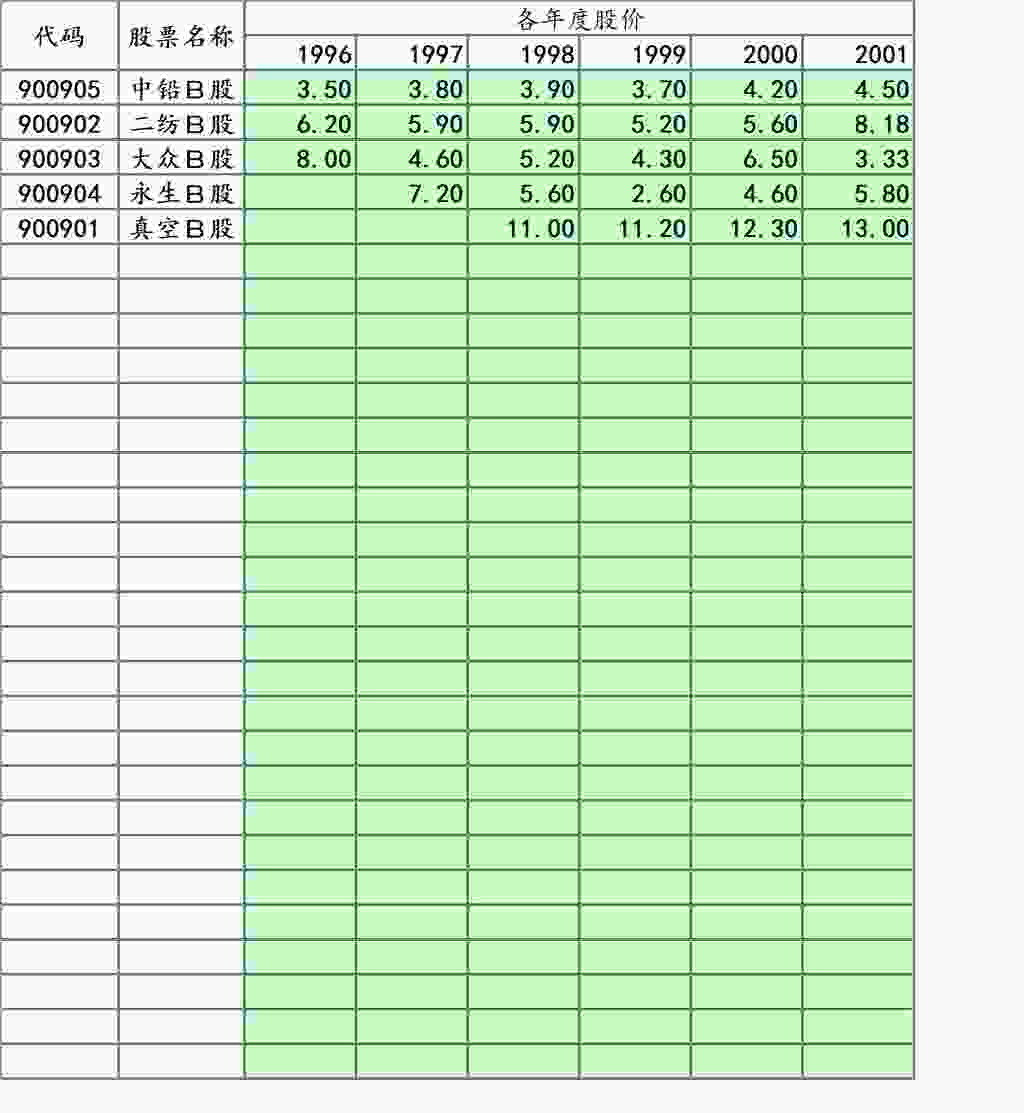 代码 股票名称 各年度股价
1996 1997 1998 1999 2000 2001
900905 中铅B股 3.50 3.80 3.90 3.70 4.20 4.50
900902 二纺B股 6.20 5.90 5.90 5.20 5.60 8.18
900903 大众B股 8.00 4.60 5.20 4.30 6.50 3.33
900904 永生B股 7.20 5.60 2.60 4.60 5.80
900901 真空B股 11.00 11.20 12.30 13.00